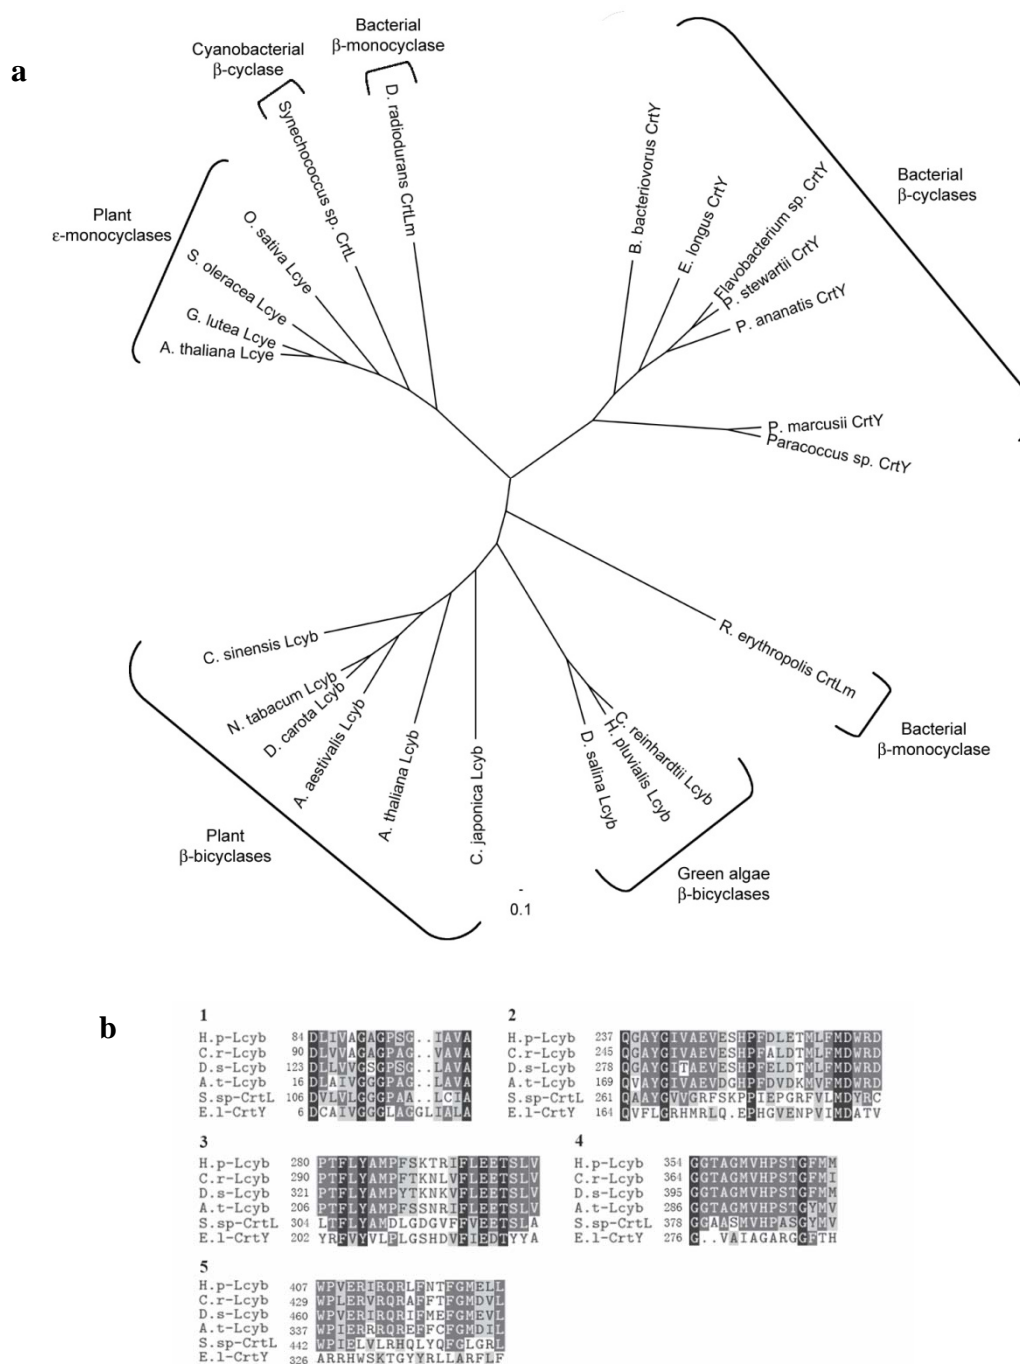 a
Bacterial
β-monocyclase
Cyanobacterial
β-cyclase
D. radiodurans CrtLm
Synechococcus sp. CrtL
Plant
ε-monocyclases
O. sativa Lcye
S. oleracea Lcye
G. lutea Lcye
A. thaliana Lcye
B. bacteriovorus CrtY
E. longus CrtY
Flavobacterium sp. CrtY
P. stewartii CrtY
P. ananatis CrtY
Bacterial
β-cyclases
P. marcusii CrtY
Paracoccus sp. CrtY
R. erythropolis CrtLm
Bacterial
β-monocyclase
C. sinensis Lcyb
N. tabacum Lcyb
D. carota Lcyb
A. aestivalis Lcyb
A. thaliana Lcyb
C. japonica Lcyb
D. salina Lcyb
H. pluvialis Lcyb
C. reinhardtii Lcyb
Plant
β-bicyclases
Green algae
β-bicyclases
0.1
b
1
H.p-Lcyb 84 DLIVAGAGPSG..IAVA
C.r-Lcyb 90 DLVVAGAGPAG..VAVA
D.s-Lcyb 123 DLLVVGSGPSG..LAVA
A.t-Lcyb 16 DLAIVGGGPAG..LAVA
S.sp-CrtL 106 DVLVLGGGPAA..LCIA
E.l-CrtY 6 DCAIVGGGLAGGLIALA
2
H.p-Lcyb 237 QGAYGIVAEVESHPFDLETMLFMDWRD
C.r-Lcyb 245 QGAYGIVAEVESHPFALDTMLFMDWRD
D.s-Lcyb 278 QGAYGITAEVESHPFELDTMLFMDWRD
A.t-Lcyb 169 QVAYGIVAEVDGHPFDVDKMVFMDWRD
S.sp-CrtL 261 QAAYGVVGRFSKPPIEPGRFVLMDYRC
E.l-CrtY 164 QVFLGRHMRLQ.EPHGVENPVIMDATV
3
H.p-Lcyb 280 PTFLYAMPFSKTRIFLEETSLV
C.r-Lcyb 290 PTFLYAMPFTKNLVFLEETSLV
D.s-Lcyb 321 PTFLYAMPYTKNKVFLEETSLV
A.t-Lcyb 206 PTFLYAMPFSSNRIFLEETSLV
S.sp-CrtL 304 LTFLYAMDLGDGVFFVEETSLA
E.l-CrtY 202 YRFVYVLPLGSHDVFIEDTYYA
4
H.p-Lcyb 354 GGTAGMVHPSTGFMM
C.r-Lcyb 364 GGTAGMVHPSTGFMI
D.s-Lcyb 395 GGTAGMVHPSTGFMM
A.t-Lcyb 286 GGTAGMVHPSTGYMV
S.sp-CrtL 378 GGAASMVHPASGYMV
E.l-CrtY 276 G..VAIAGARGGFTH
5
H.p-Lcyb 407 WPVERIRQRLFNTFGMELL
C.r-Lcyb 429 WPLERVRQRAFFTFGMDVL
D.s-Lcyb 460 WPVERIRQRIFMEFGMEVL
A.t-Lcyb 337 WPIERRRQREFFCFGMDIL
S.sp-CrtL 442 WPIELVLRHQLYQFGLGRL
E.l-CrtY 326 ARRHWSKTGYYRLLARFLF